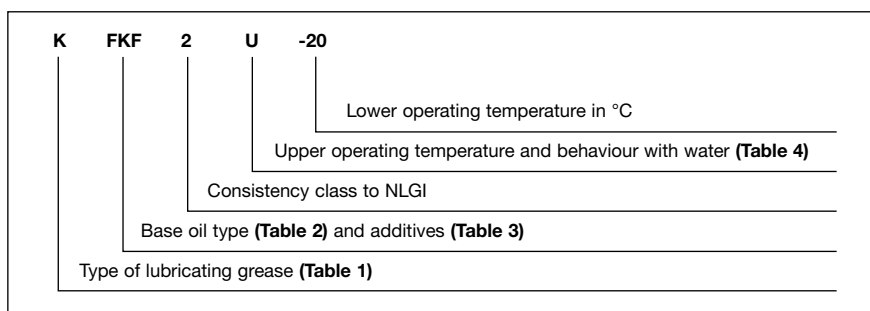 K FKF 2 U -20
Lower operating temperature in °C
Upper operating temperature and behaviour with water (Table 4)
Consistency class to NLGI
Base oil type (Table 2) and additives (Table 3)
Type of lubricating grease (Table 1)